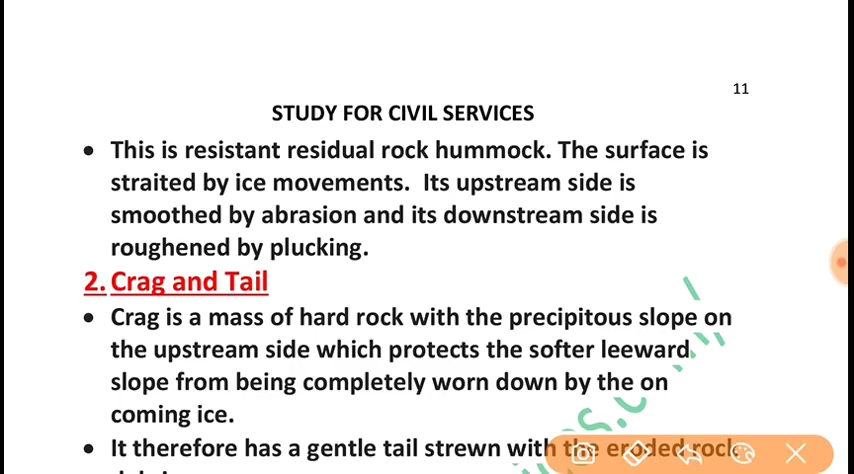 11
STUDY FOR CIVIL SERVICES
• This is resistant residual rock hummock. The surface is
straited by ice movements. Its upstream side is
smoothed by abrasion and its downstream side is
roughened by plucking.
2. Crag and Tail
• Crag is a mass of hard rock with the precipitous slope on
the upstream side which protects the softer leeward
slope from being completely worn down by the on
coming ice.
• It therefore has a gentle tail strewn with the eroded rock